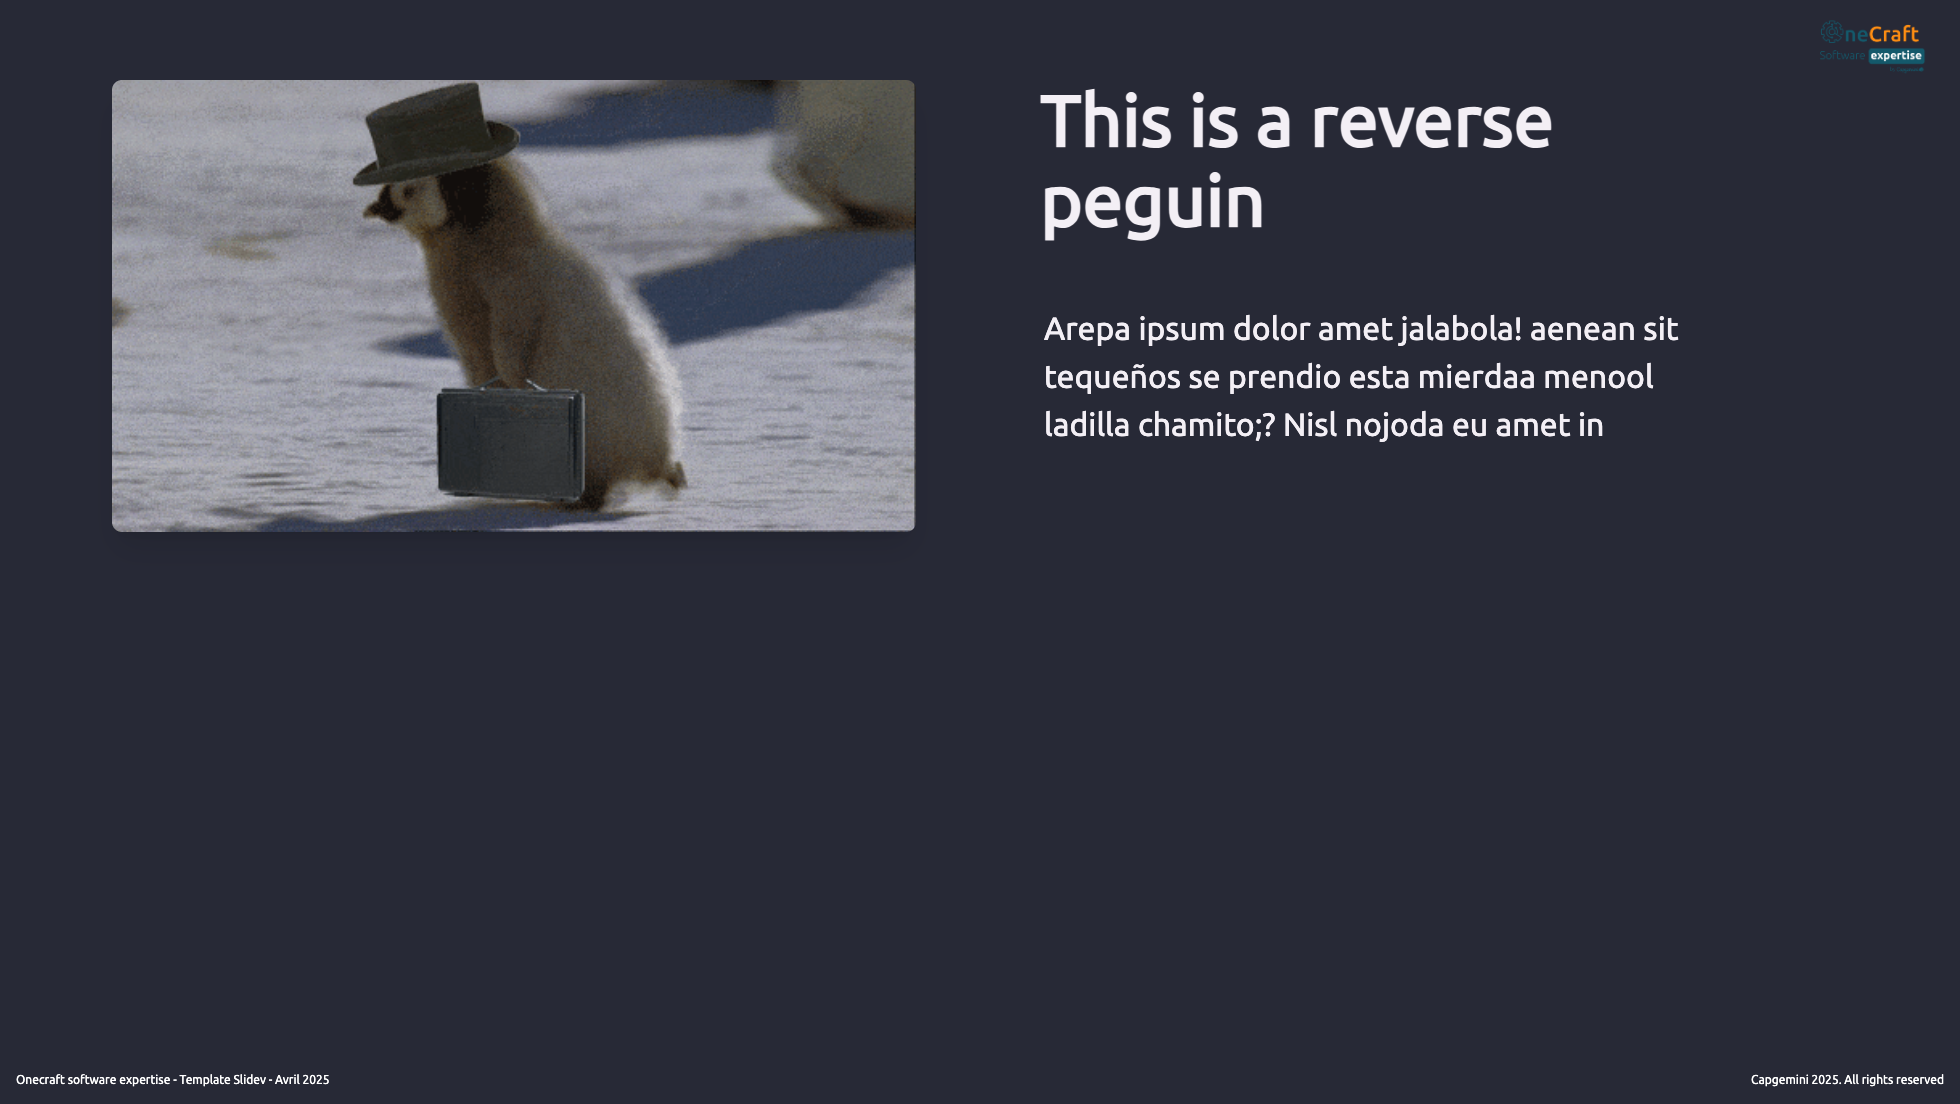 neCraft
Software expertise
This is a reverse
peguin
Arepa ipsum dolor amet jalabola! aenean sit
tequeños se prendio esta mierdaa menool
ladilla chamito;? Nisl nojoda eu amet in
Onecraft software expertise - Template Slidev - Avril 2025
Capgemini 2025. All rights reserved